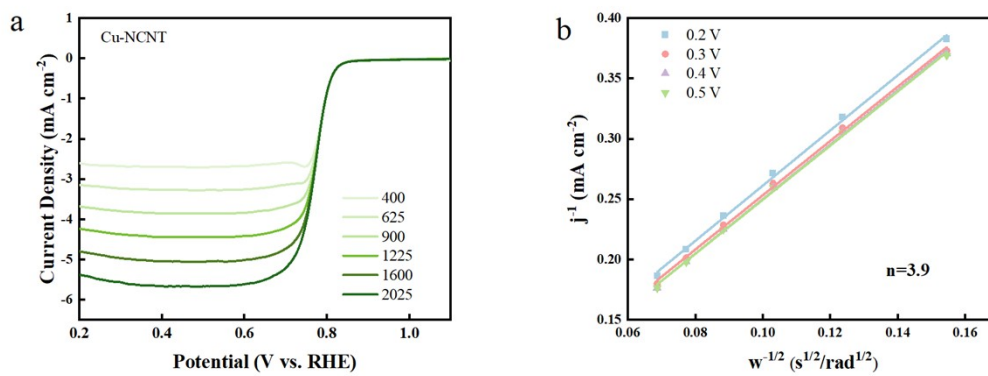 a
Cu-NCNT
Current Density (mA cm⁻²)
1
0
-1
-2
-3
-4
-5
-6
400
625
900
1225
1600
2025
0.2
0.4
0.6
0.8
1.0
Potential (V vs. RHE)
b
0.2 V
0.3 V
0.4 V
0.5 V
j⁻¹ (mA cm⁻²)
0.40
0.35
0.30
0.25
0.20
0.15
n=3.9
0.06
0.08
0.10
0.12
0.14
0.16
w⁻¹/² (s¹/²/rad¹/²)